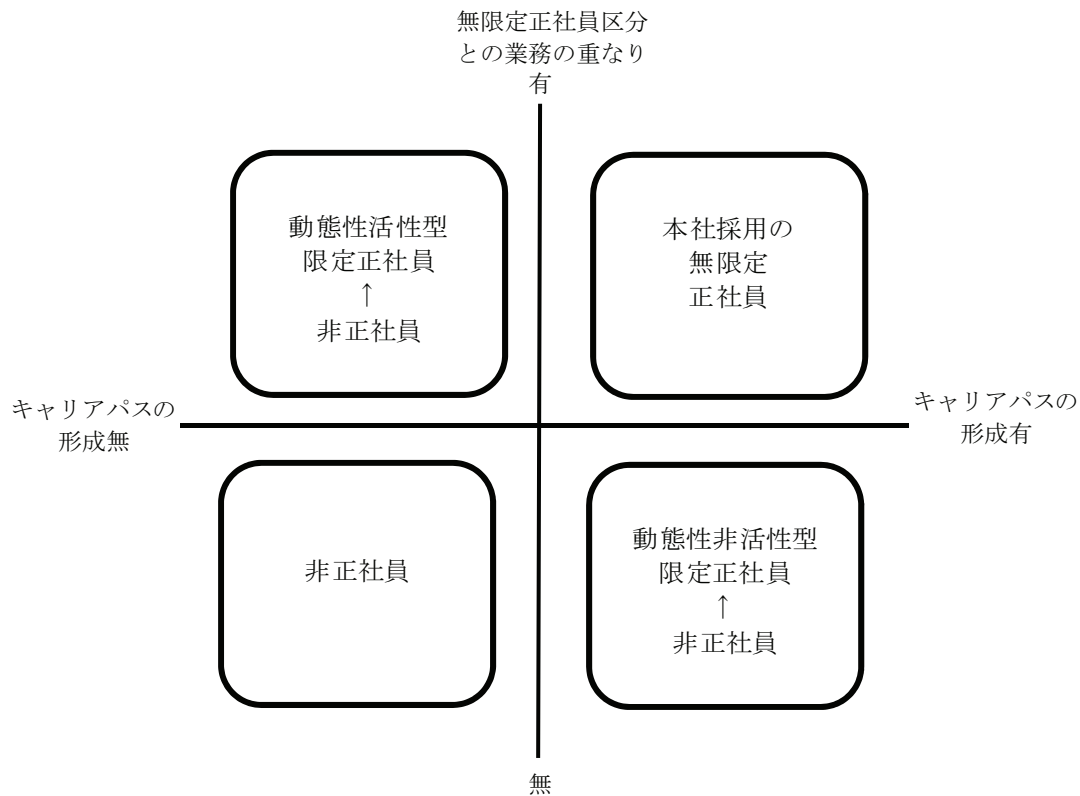 無限定正社員区分
との業務の重なり
有
動態性活性型
限定正社員
↑
非正社員
本社採用の
無限定
正社員
キャリアパスの
形成無
キャリアパスの
形成有
非正社員
動態性非活性型
限定正社員
↑
非正社員
無